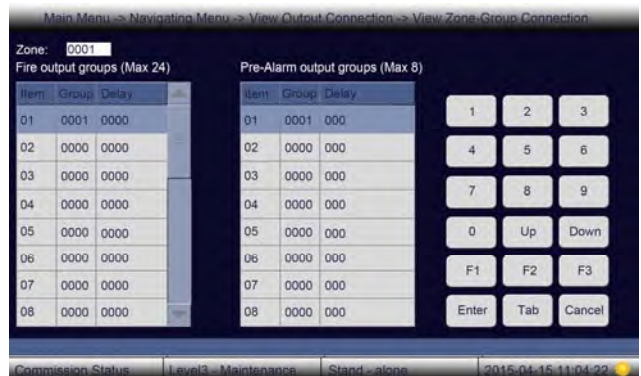 Main Menu -> Navigating Menu -> View Output Connection -> View Zone-Group Connection
Zone: 0001
Fire output groups (Max 24)
Pre-Alarm output groups (Max 8)
Item Group Delay
01 0001 0000
02 0000 0000
03 0000 0000
04 0000 0000
05 0000 0000
06 0000 0000
07 0000 0000
08 0000 0000
Item Group Delay
01 0001 000
02 0000 000
03 0000 000
04 0000 000
05 0000 000
06 0000 000
07 0000 000
08 0000 000
1 2 3
4 5 6
7 8 9
0 Up Down
F1 F2 F3
Enter Tab Cancel
Commission Status Level3 - Maintenance Stand - alone 2015-04-15 11:04:22